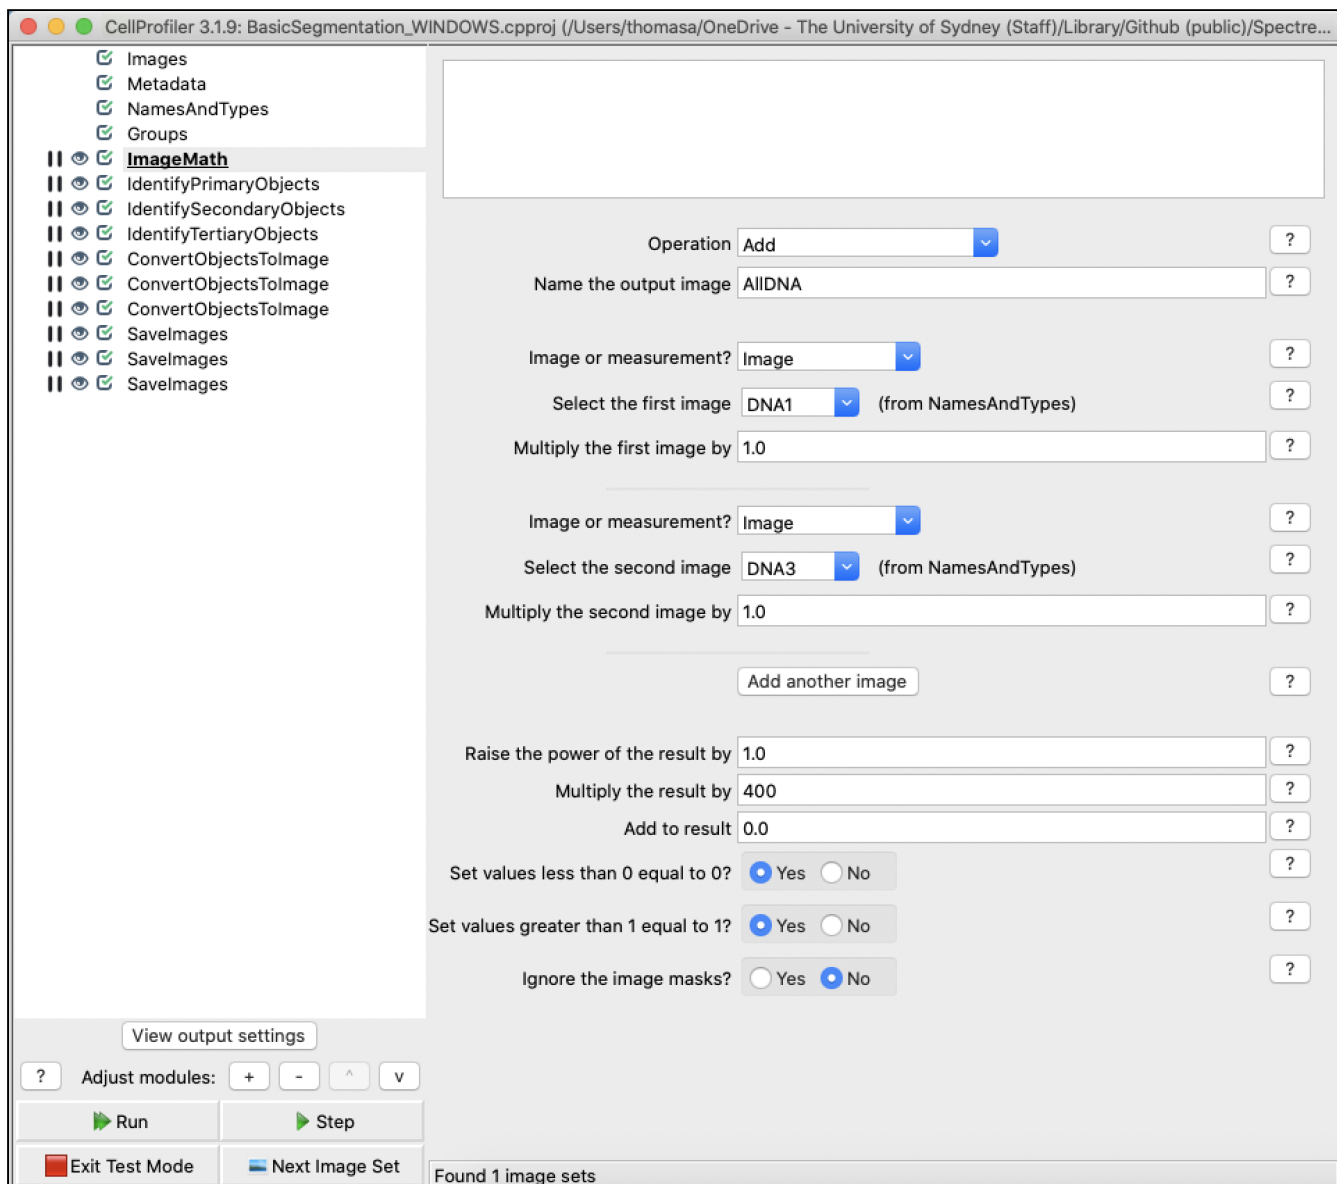 CellProfiler 3.1.9: BasicSegmentation_WINDOWS.cpproj (/Users/thomasa/OneDrive - The University of Sydney (Staff)/Library/Github (public)/Spectre...
Images
Metadata
NamesAndTypes
Groups
ImageMath
IdentifyPrimaryObjects
IdentifySecondaryObjects
IdentifyTertiaryObjects
ConvertObjectsToImage
ConvertObjectsToImage
ConvertObjectsToImage
SaveImages
SaveImages
SaveImages
View output settings
? Adjust modules: + - ^ v
Run Step
Exit Test Mode Next Image Set
Operation Add ?
Name the output image AllDNA ?
Image or measurement? Image ?
Select the first image DNA1 (from NamesAndTypes) ?
Multiply the first image by 1.0 ?
Image or measurement? Image ?
Select the second image DNA3 (from NamesAndTypes) ?
Multiply the second image by 1.0 ?
Add another image ?
Raise the power of the result by 1.0 ?
Multiply the result by 400 ?
Add to result 0.0 ?
Set values less than 0 equal to 0? Yes No ?
Set values greater than 1 equal to 1? Yes No ?
Ignore the image masks? Yes No ?
Found 1 image sets